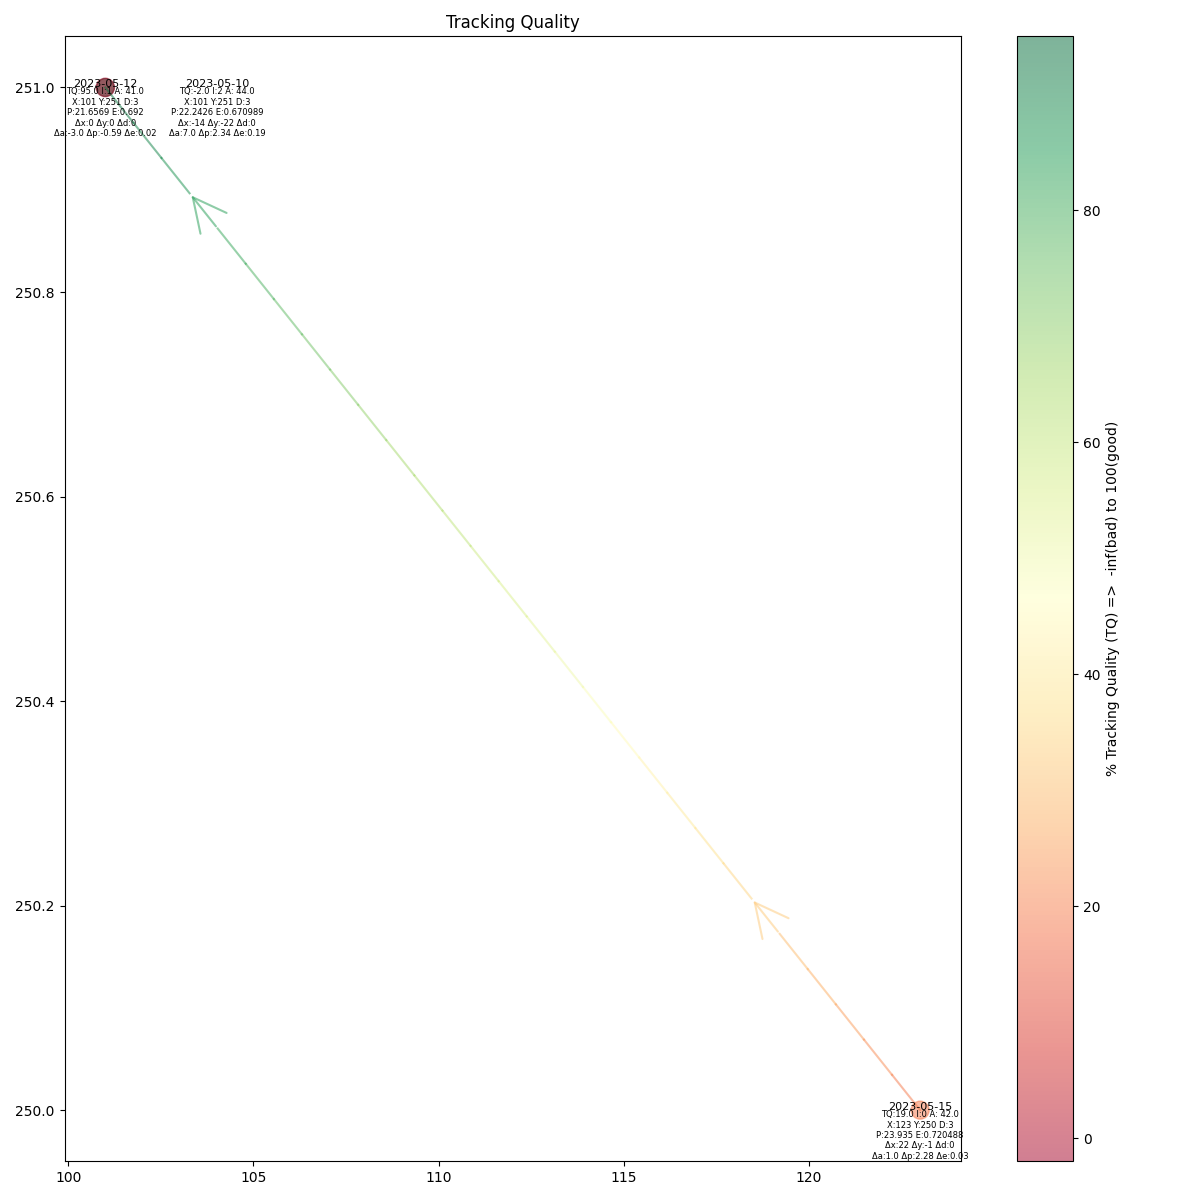 Tracking Quality
251.0
250.8
250.6
250.4
250.2
250.0
2023-05-12
TQ:95.0 I:1 A: 41.0
X:101 Y:251 D:3
P:21.6569 E:0.692
Δx:0 Δy:0 Δd:0
Δa:-3.0 Δp:-0.59 Δe:0.02
2023-05-10
TQ:-2.0 I:2 A: 44.0
X:101 Y:251 D:3
P:22.2426 E:0.670989
Δx:-14 Δy:-22 Δd:0
Δa:7.0 Δp:2.34 Δe:0.19
2023-05-15
TQ:19.0 I:0 A: 42.0
X:123 Y:250 D:3
P:23.935 E:0.720488
Δx:22 Δy:-1 Δd:0
Δa:1.0 Δp:2.28 Δe:0.03
100
105
110
115
120
80
60
40
20
0
% Tracking Quality (TQ) => -inf(bad) to 100(good)